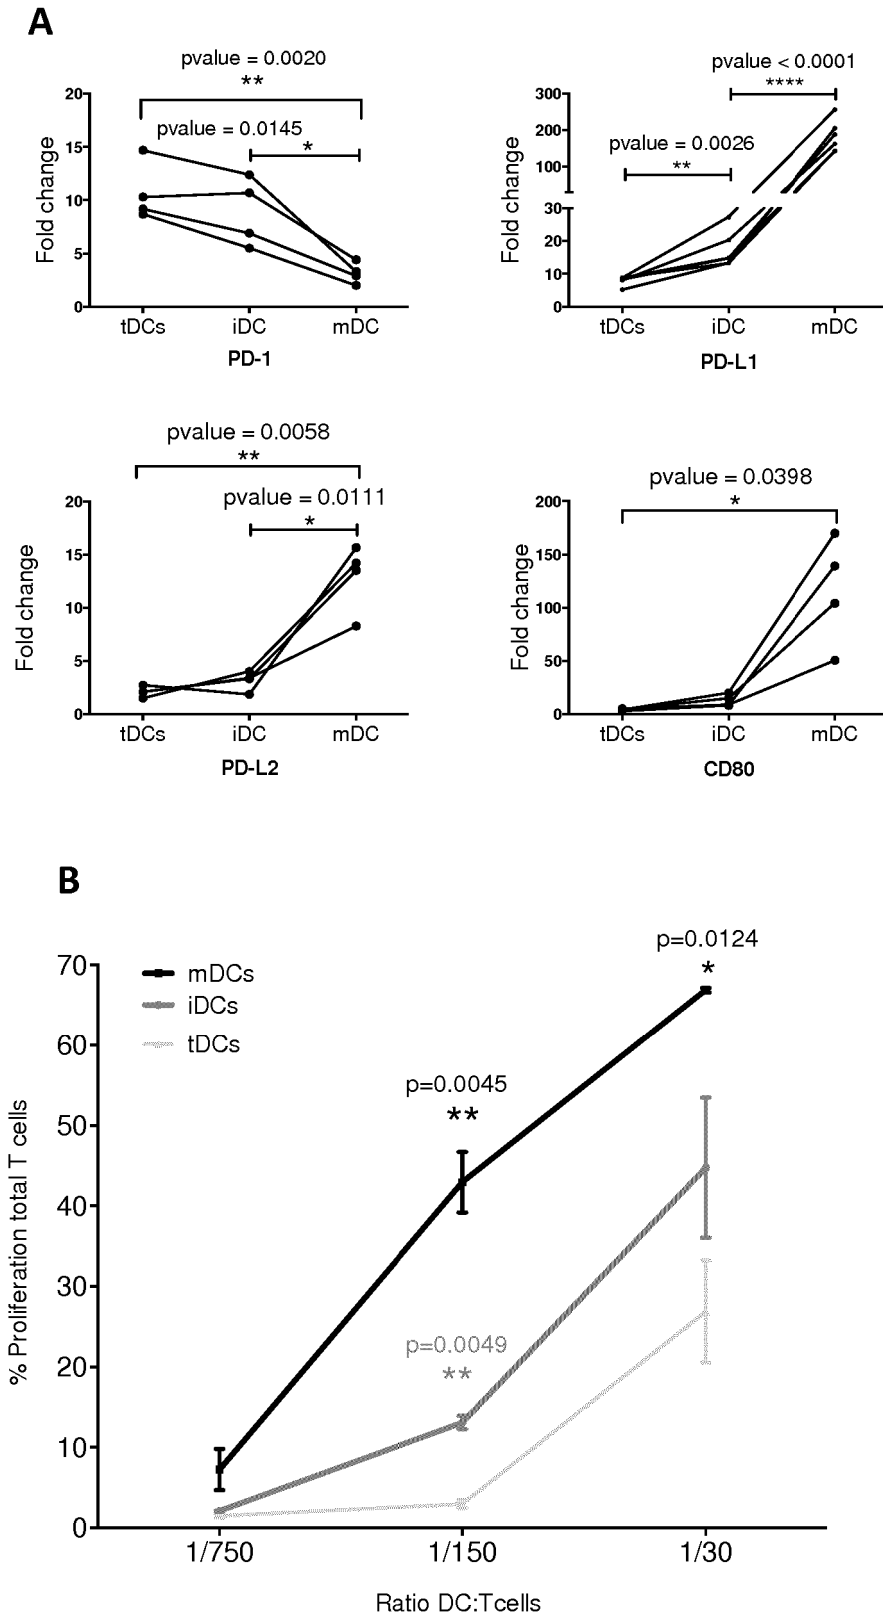 A
pvalue = 0.0020
**
pvalue = 0.0145
*
20
15
10
5
0
Fold change
tDCs iDC mDC
PD-1
pvalue < 0.0001
****
pvalue = 0.0026
**
300
200
100
30
20
10
0
Fold change
tDCs iDC mDC
PD-L1
pvalue = 0.0058
**
pvalue = 0.0111
*
20
15
10
5
0
Fold change
tDCs iDC mDC
PD-L2
pvalue = 0.0398
*
200
150
100
50
0
Fold change
tDCs iDC mDC
CD80
B
mDCs
iDCs
tDCs
p=0.0124
*
p=0.0045
**
p=0.0049
**
70
60
50
40
30
20
10
0
% Proliferation total T cells
1/750 1/150 1/30
Ratio DC:Tcells